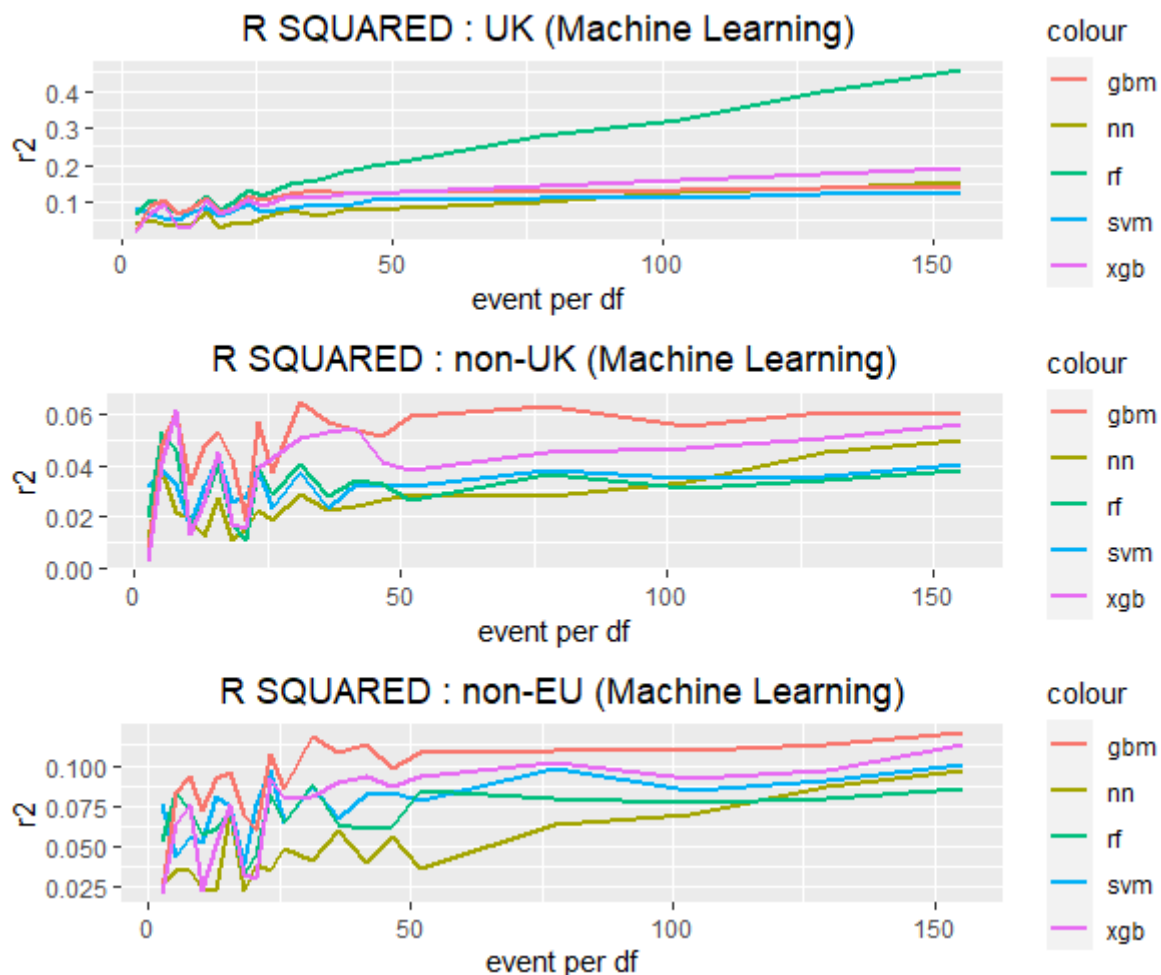 R SQUARED : UK (Machine Learning)
colour
gbm
nn
rf
svm
xgb
r2
0.4
0.3
0.2
0.1
0 50 100 150
event per df
R SQUARED : non-UK (Machine Learning)
colour
gbm
nn
rf
svm
xgb
r2
0.06
0.04
0.02
0.00
0 50 100 150
event per df
R SQUARED : non-EU (Machine Learning)
colour
gbm
nn
rf
svm
xgb
r2
0.100
0.075
0.050
0.025
0 50 100 150
event per df